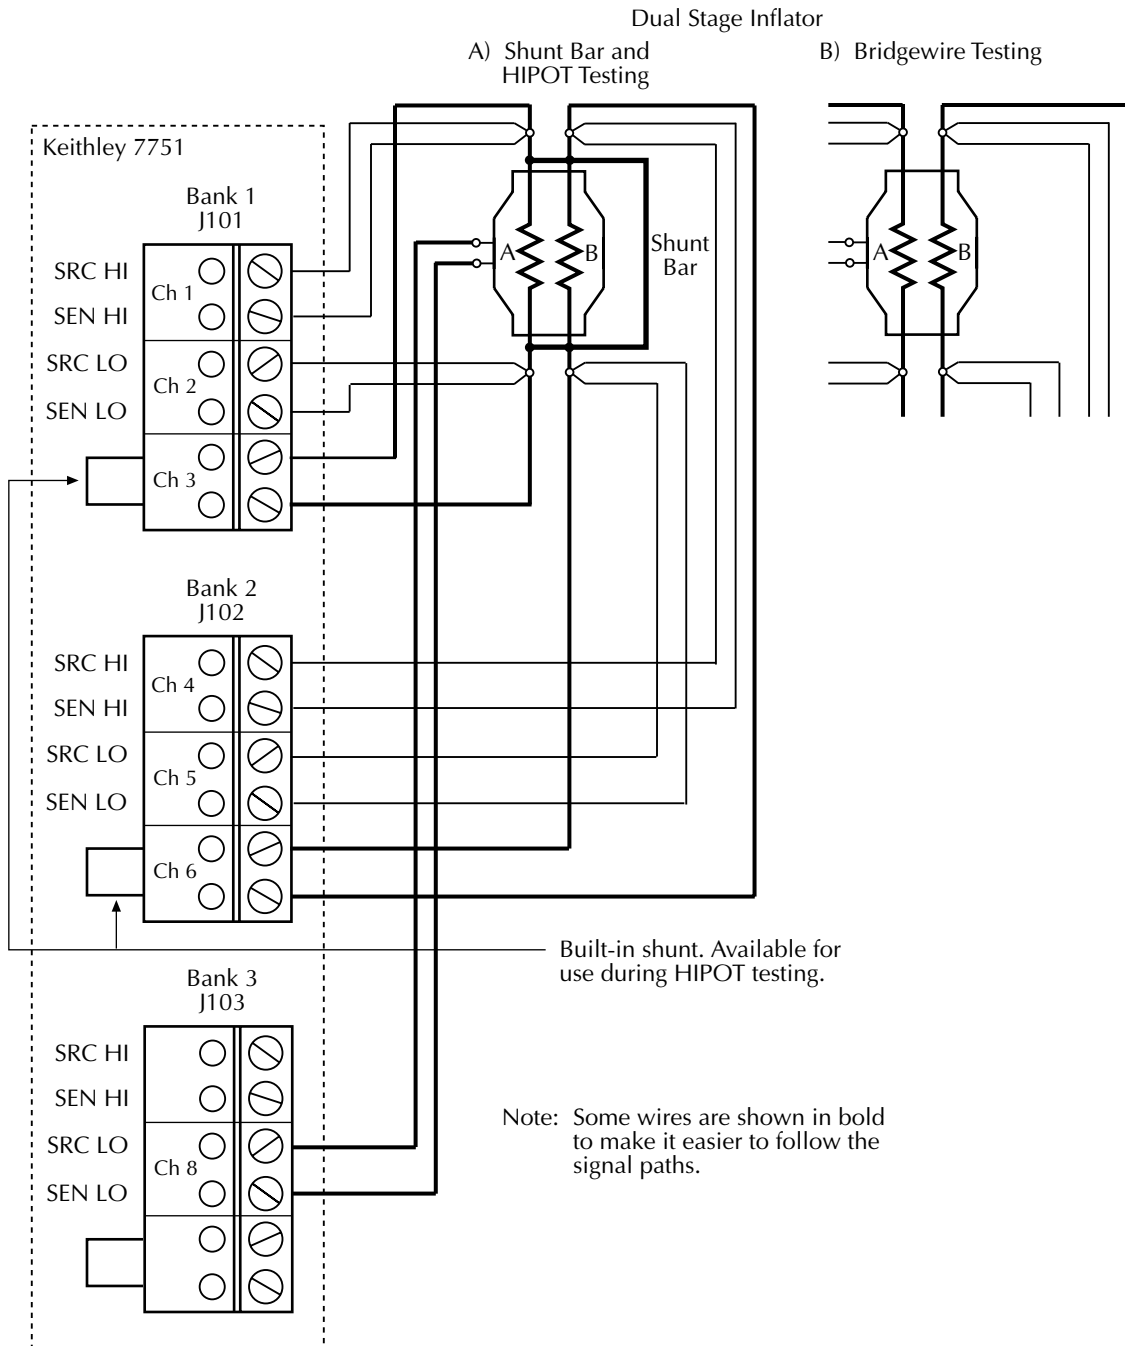 Dual Stage Inflator
A) Shunt Bar and
HIPOT Testing
B) Bridgewire Testing
Keithley 7751
Bank 1
J101
SRC HI
Ch 1
SEN HI
SRC LO
Ch 2
SEN LO
Ch 3
A
B
Shunt
Bar
A
B
Bank 2
J102
SRC HI
Ch 4
SEN HI
SRC LO
Ch 5
SEN LO
Ch 6
Built-in shunt. Available for
use during HIPOT testing.
Bank 3
J103
SRC HI
SEN HI
SRC LO
Ch 8
SEN LO
Note: Some wires are shown in bold
to make it easier to follow the
signal paths.